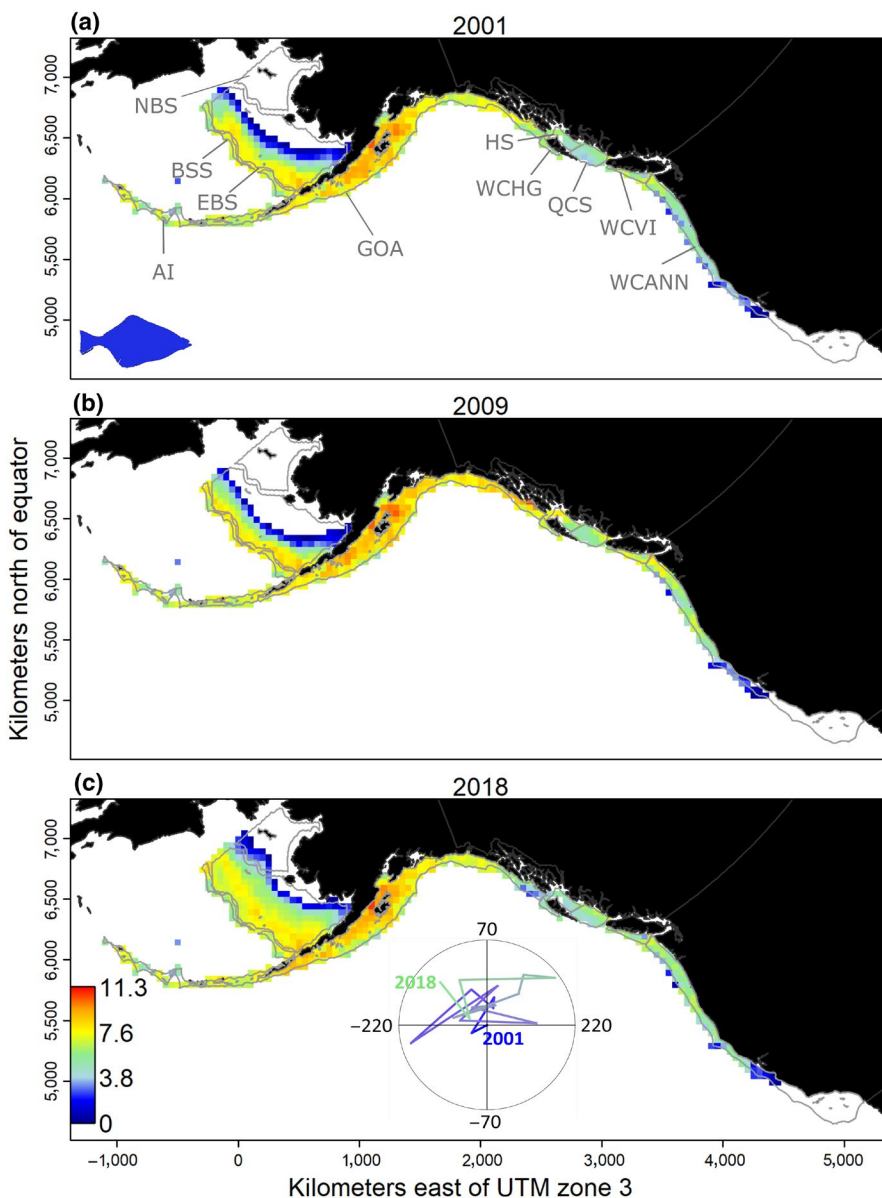 (a)
2001
7,000
6,500
6,000
5,500
5,000
NBS
BSS
EBS
AI
GOA
HS
WCHG
QCS
WCVI
WCANN
(b)
2009
7,000
6,500
6,000
5,500
5,000
Kilometers north of equator
(c)
2018
7,000
6,500
6,000
5,500
5,000
11.3
7.6
3.8
0
70
2018
−220
220
2001
−70
−1,000 0 1,000 2,000 3,000 4,000 5,000
Kilometers east of UTM zone 3